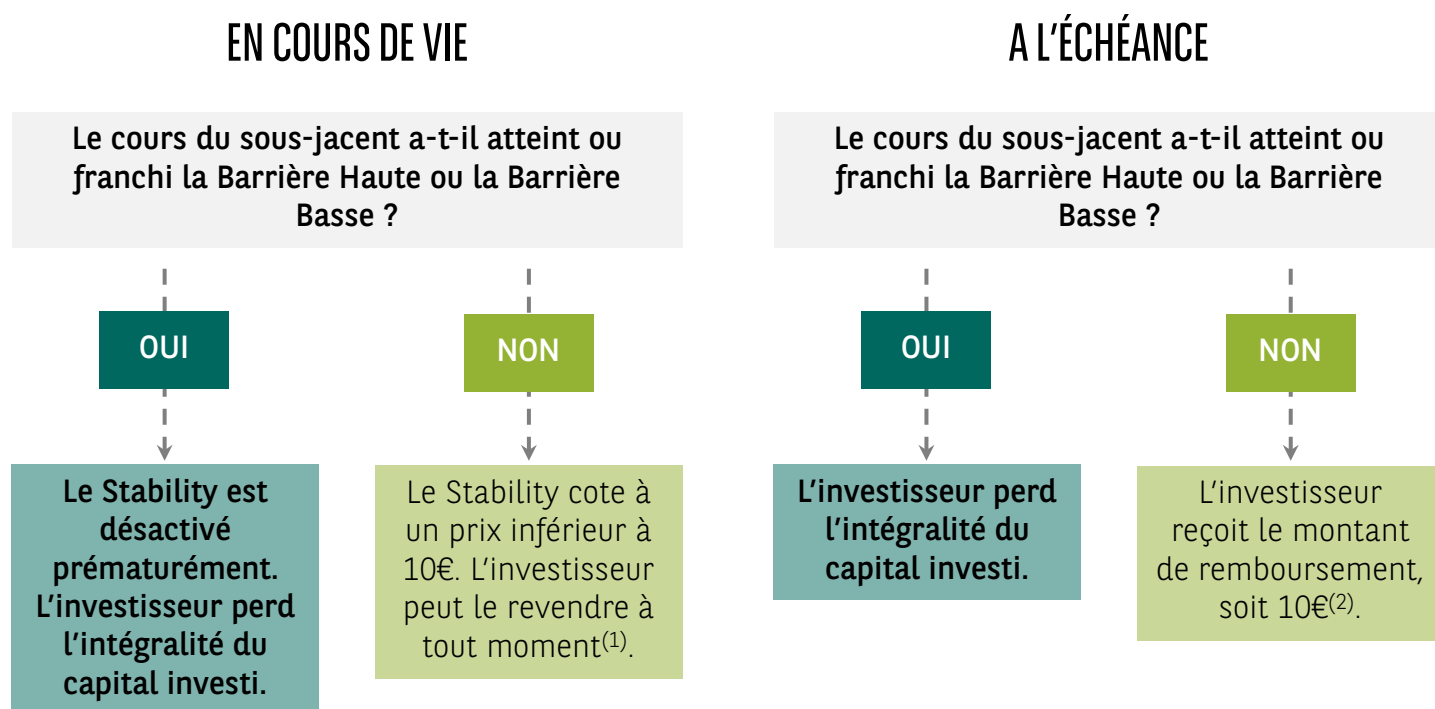 EN COURS DE VIE
Le cours du sous-jacent a-t-il atteint ou
franchi la Barrière Haute ou la Barrière
Basse ?
OUI
NON
Le Stability est
désactivé
prématurément.
L’investisseur perd
l’intégralité du
capital investi.
Le Stability cote à
un prix inférieur à
10€. L’investisseur
peut le revendre à
tout moment(1).
A L’ÉCHÉANCE
Le cours du sous-jacent a-t-il atteint ou
franchi la Barrière Haute ou la Barrière
Basse ?
OUI
NON
L’investisseur perd
l’intégralité du
capital investi.
L’investisseur
reçoit le montant
de remboursement,
soit 10€(2).